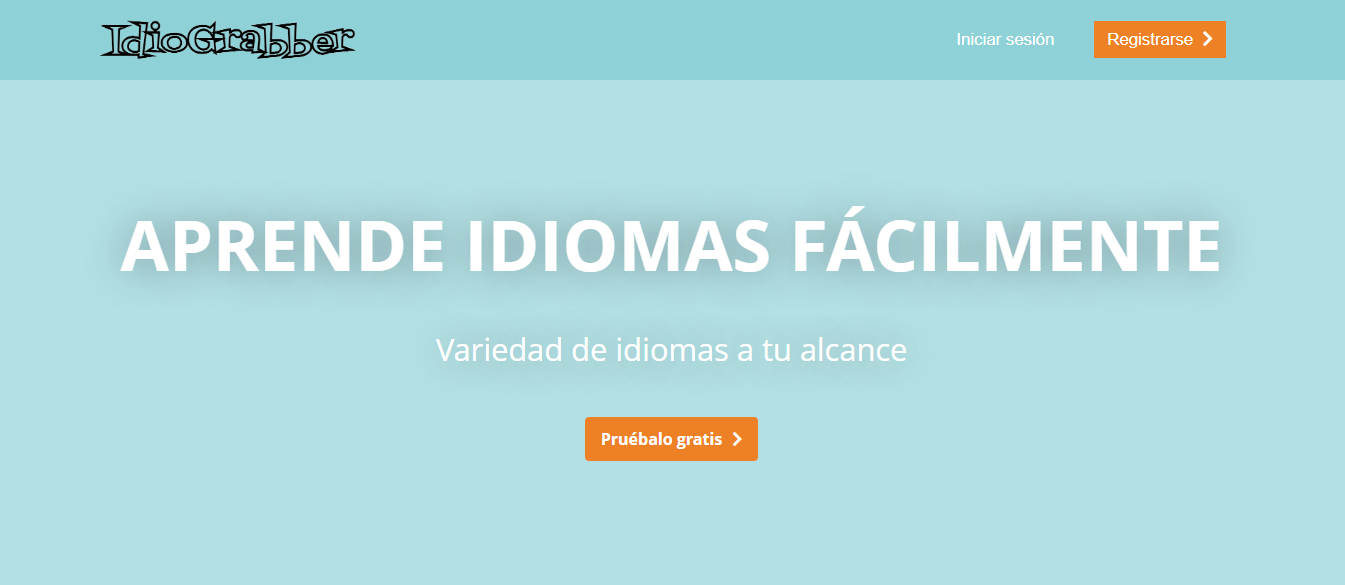 IdioGrabber
Iniciar sesión
Registrarse
APRENDE IDIOMAS FÁCILMENTE
Variedad de idiomas a tu alcance
Pruébalo gratis